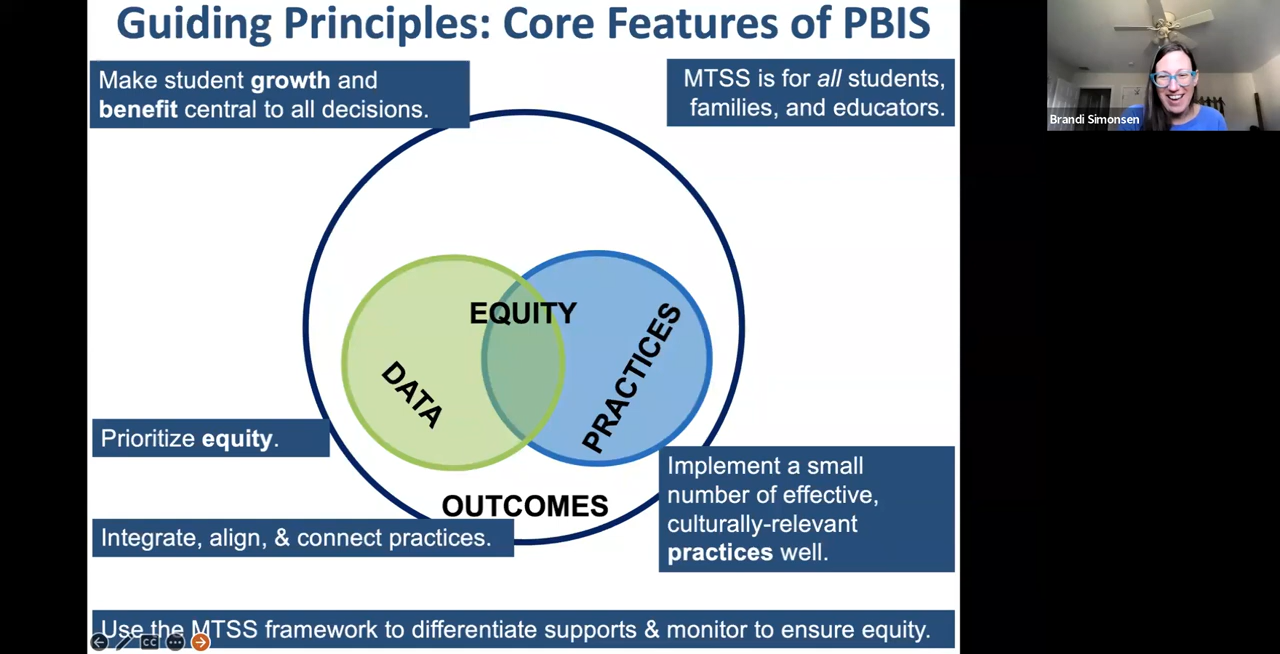 Guiding Principles: Core Features of PBIS
Make student growth and
benefit central to all decisions.
MTSS is for all students,
families, and educators.
Brandi Simonsen
EQUITY
DATA
PRACTICES
Prioritize equity.
OUTCOMES
Integrate, align, & connect practices.
Implement a small
number of effective,
culturally-relevant
practices well.
Use the MTSS framework to differentiate supports & monitor to ensure equity.
CC